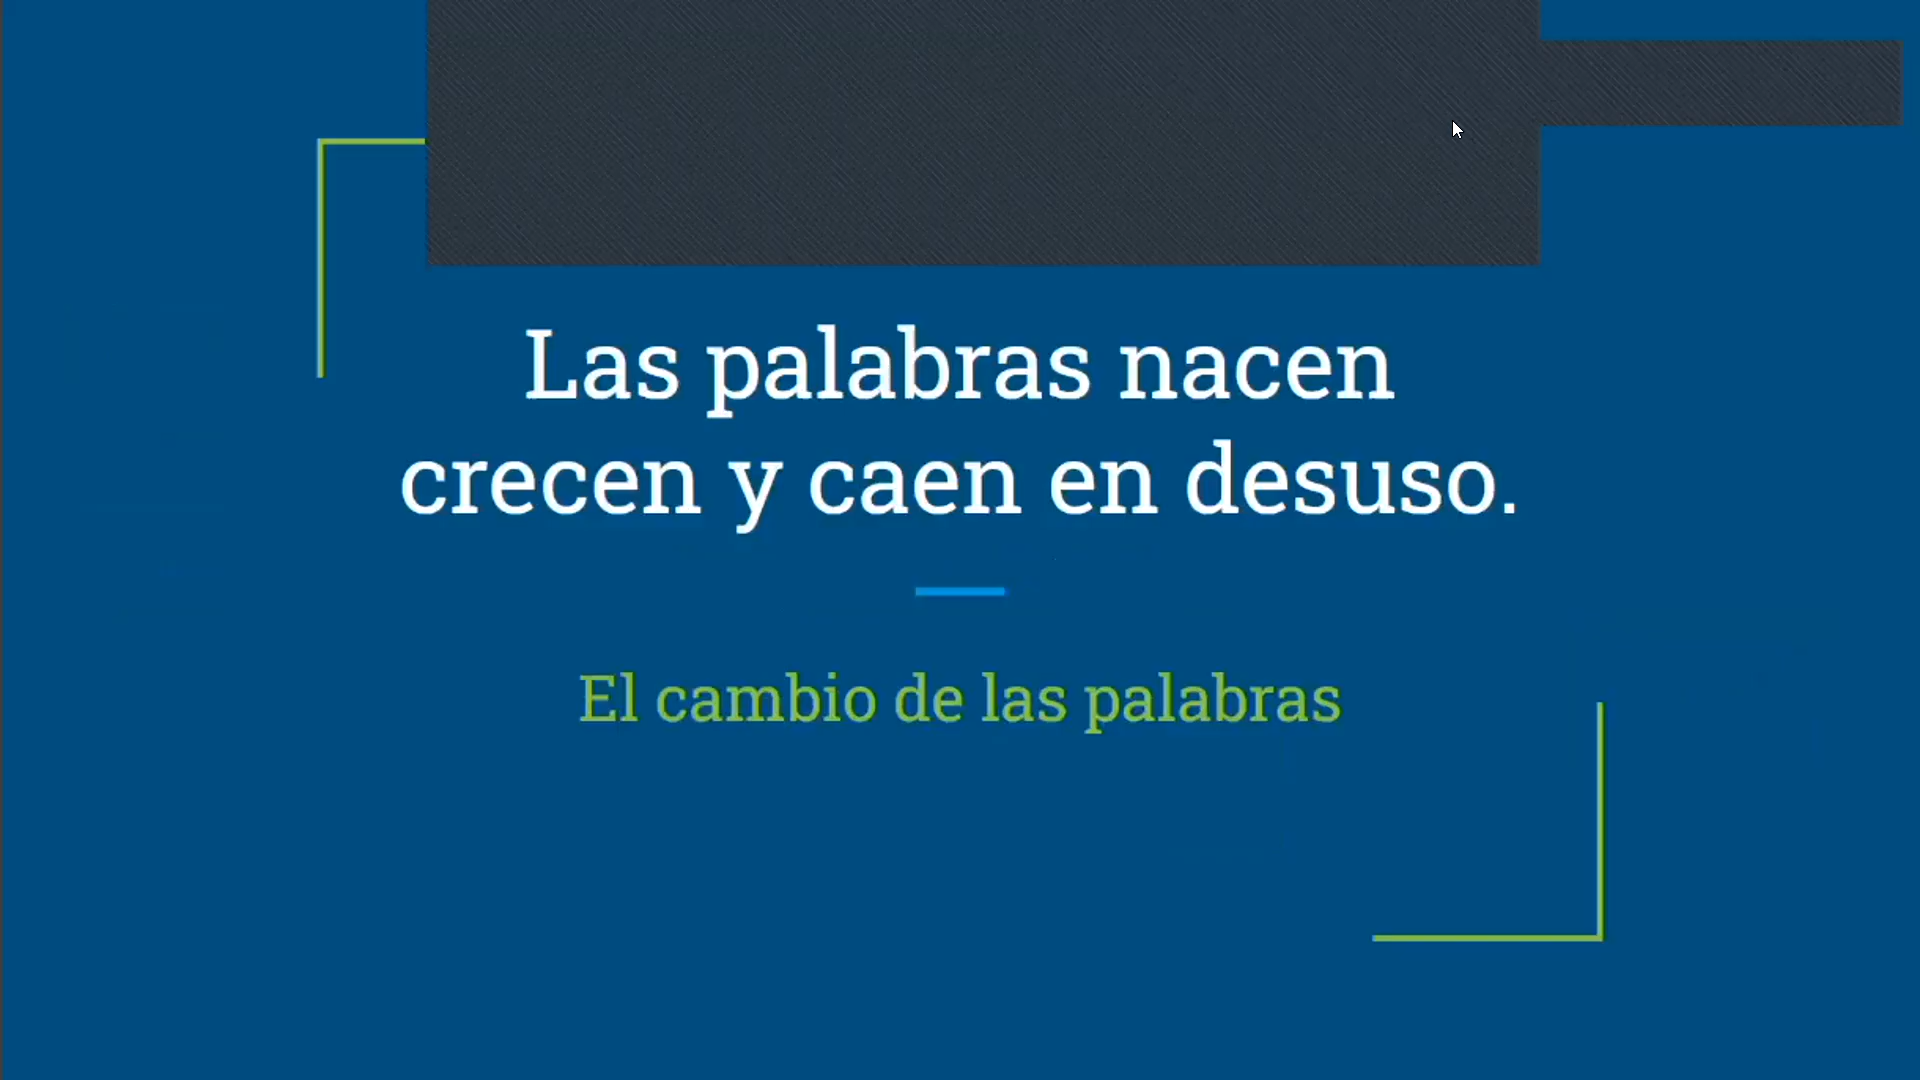 Las palabras nacen
crecen y caen en desuso.
El cambio de las palabras